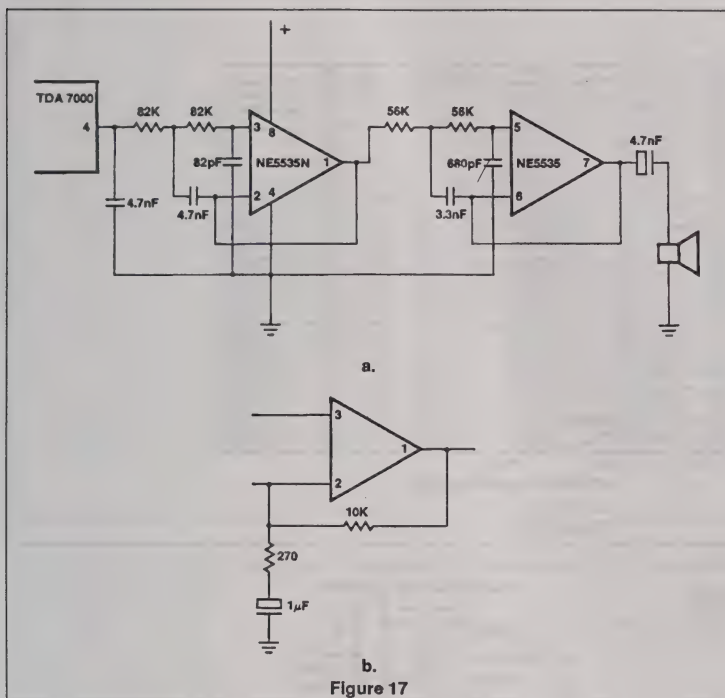 +
TDA 7000
4
82K
82K
3
8
82pF
NE5535N
1
2
4
4.7nF
4.7nF
56K
56K
5
680pF
NE5535
7
6
3.3nF
4.7nF
a.
3
1
2
10K
270
1µF
b.
Figure 17